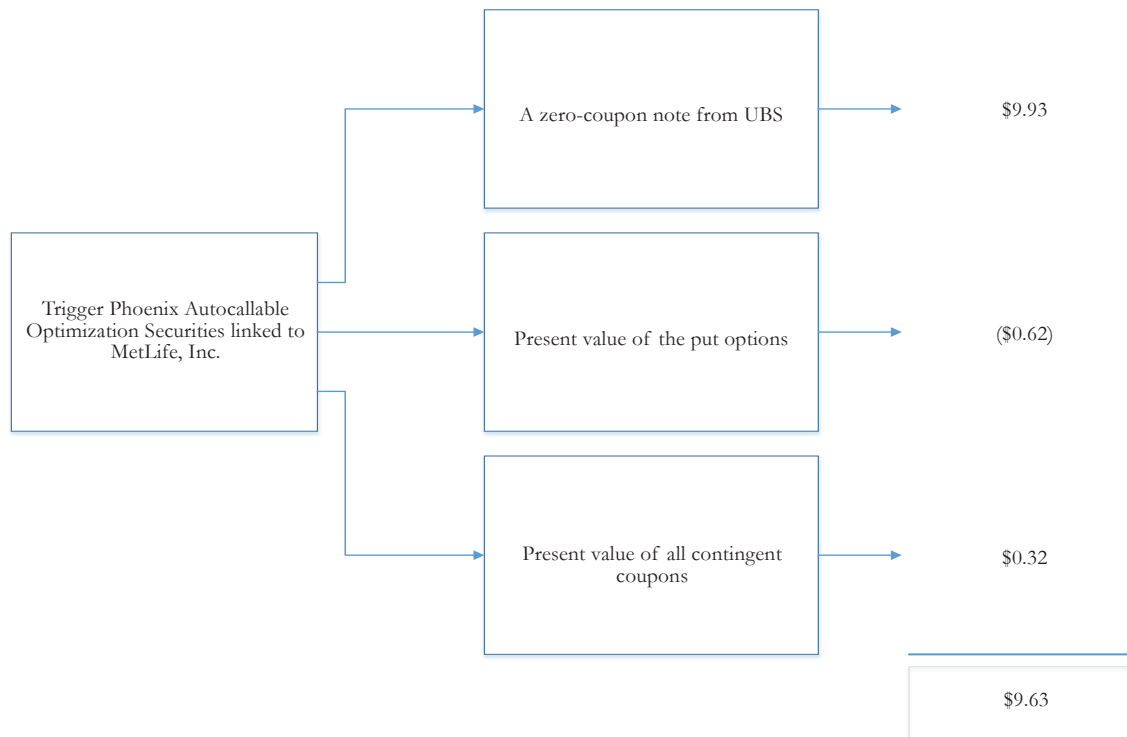 A zero-coupon note from UBS
$9.93
Trigger Phoenix Autocallable
Optimization Securities linked to
MetLife, Inc.
Present value of the put options
($0.62)
Present value of all contingent
coupons
$0.32
$9.63